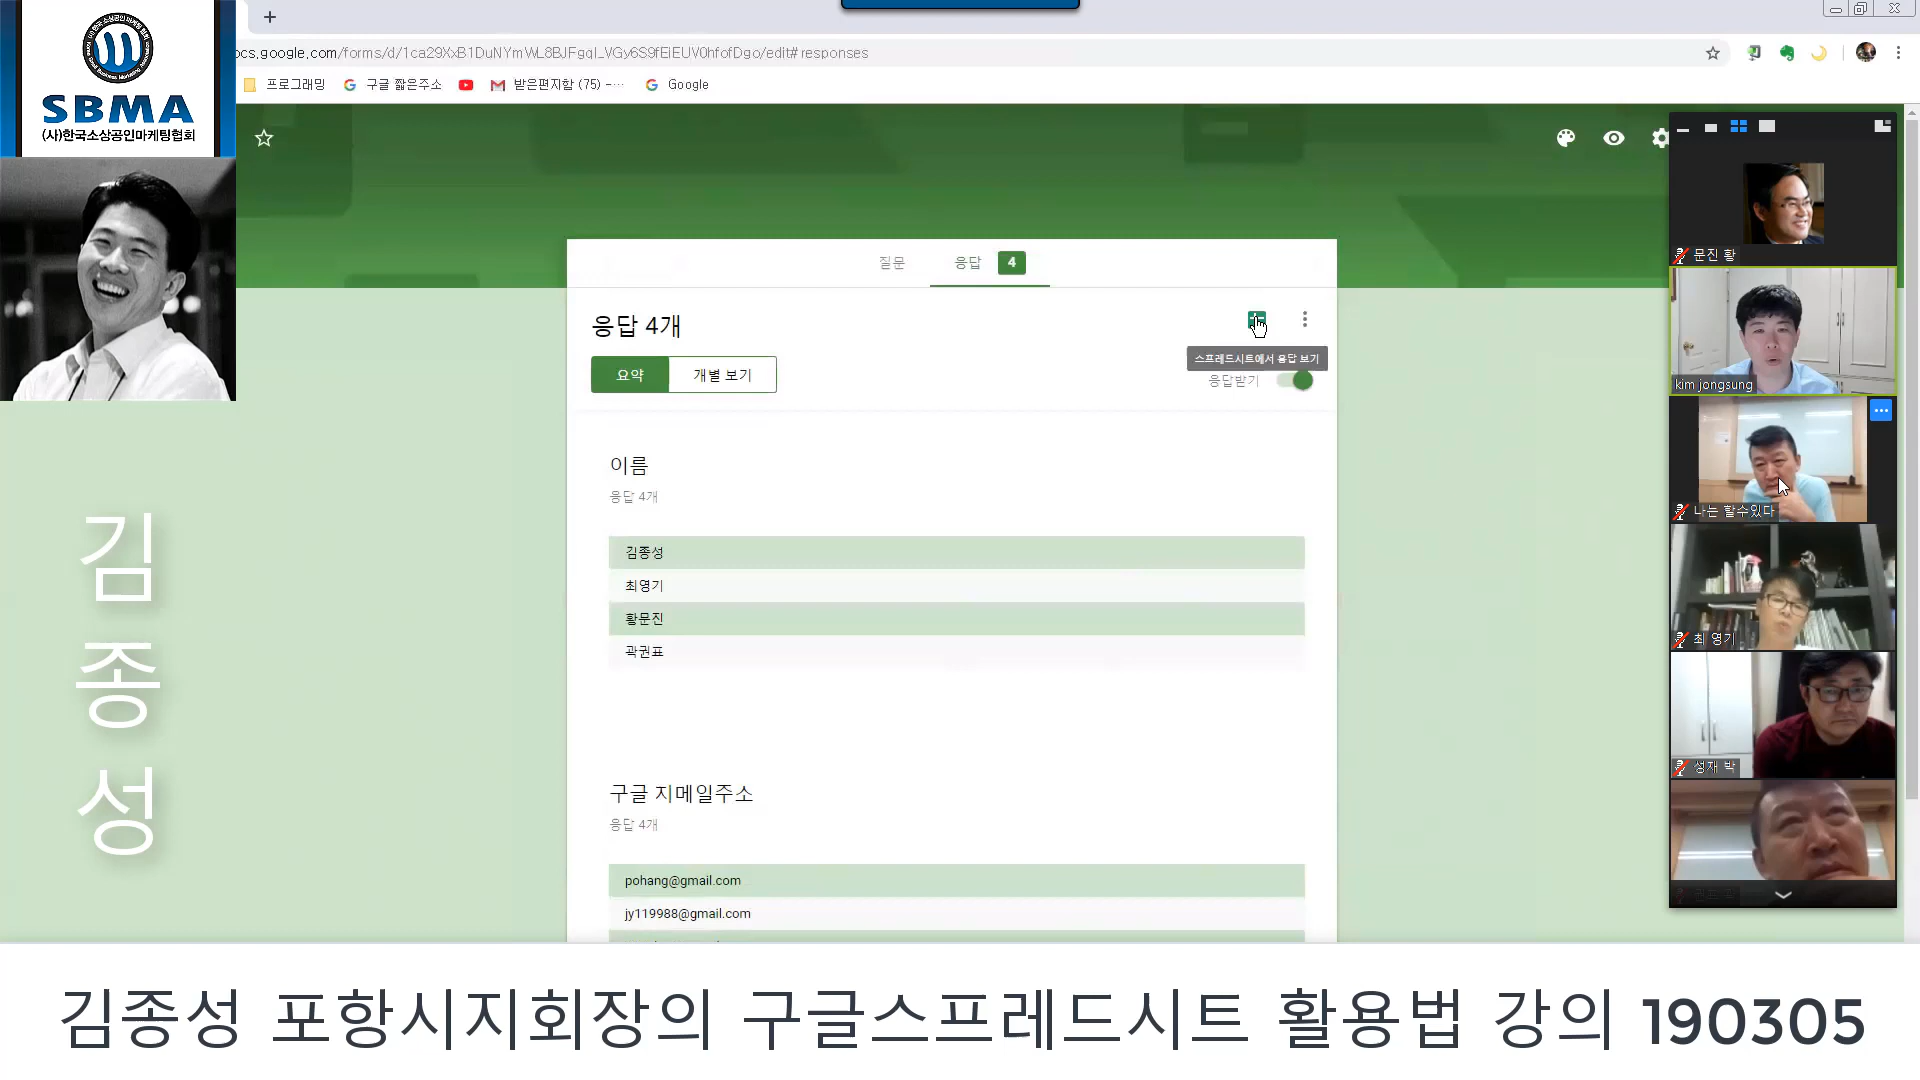 SBMA
(사)한국소상공인마케팅협회
ocs.google.com/forms/d/1ca29XxB1DuNYmWL8BJFgql_VGy6S9fEiEUV0hfofDgo/edit#responses
프로그래밍
구글 짧은주소
받은편지함 (75) -…
Google
질문
응답
4
응답 4개
요약
개별 보기
스프레드시트에서 응답 보기
응답받기
이름
응답 4개
김종성
최영기
황문진
곽권표
구글 지메일주소
응답 4개
pohang@gmail.com
jy119988@gmail.com
문진 황
kim jongsung
나는 할수있다
최 영기
성재 박
김
종
성
김종성 포항시지회장의 구글스프레드시트 활용법 강의 190305